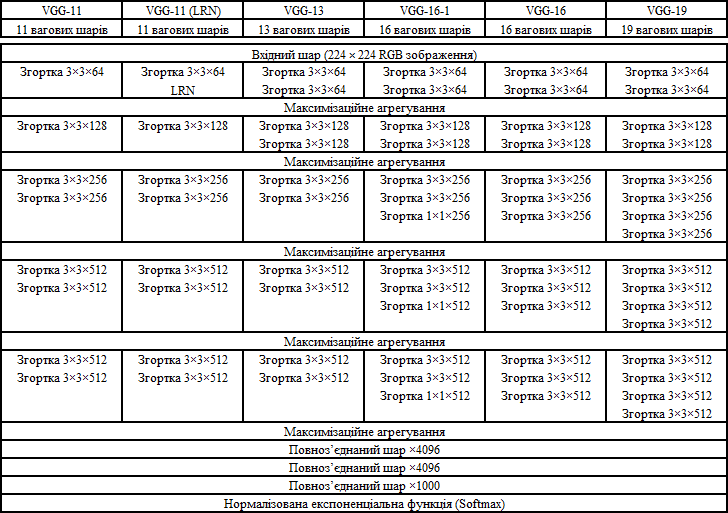 VGG-11 VGG-11 (LRN) VGG-13 VGG-16-1 VGG-16 VGG-19
11 вагових шарів 11 вагових шарів 13 вагових шарів 16 вагових шарів 16 вагових шарів 19 вагових шарів
Вхідний шар (224 × 224 RGB зображення)
Згортка 3×3×64 Згортка 3×3×64 Згортка 3×3×64 Згортка 3×3×64 Згортка 3×3×64 Згортка 3×3×64
LRN Згортка 3×3×64 Згортка 3×3×64 Згортка 3×3×64 Згортка 3×3×64
Максимізаційне агрегування
Згортка 3×3×128 Згортка 3×3×128 Згортка 3×3×128 Згортка 3×3×128 Згортка 3×3×128 Згортка 3×3×128
Згортка 3×3×128 Згортка 3×3×128 Згортка 3×3×128 Згортка 3×3×128
Максимізаційне агрегування
Згортка 3×3×256 Згортка 3×3×256 Згортка 3×3×256 Згортка 3×3×256 Згортка 3×3×256 Згортка 3×3×256
Згортка 3×3×256 Згортка 3×3×256 Згортка 3×3×256 Згортка 3×3×256 Згортка 3×3×256 Згортка 3×3×256
Згортка 1×1×256 Згортка 3×3×256 Згортка 3×3×256
Згортка 3×3×256
Максимізаційне агрегування
Згортка 3×3×512 Згортка 3×3×512 Згортка 3×3×512 Згортка 3×3×512 Згортка 3×3×512 Згортка 3×3×512
Згортка 3×3×512 Згортка 3×3×512 Згортка 3×3×512 Згортка 3×3×512 Згортка 3×3×512 Згортка 3×3×512
Згортка 1×1×512 Згортка 3×3×512 Згортка 3×3×512
Згортка 3×3×512
Максимізаційне агрегування
Згортка 3×3×512 Згортка 3×3×512 Згортка 3×3×512 Згортка 3×3×512 Згортка 3×3×512 Згортка 3×3×512
Згортка 3×3×512 Згортка 3×3×512 Згортка 3×3×512 Згортка 3×3×512 Згортка 3×3×512 Згортка 3×3×512
Згортка 1×1×512 Згортка 3×3×512 Згортка 3×3×512
Згортка 3×3×512
Максимізаційне агрегування
Повноз’єднаний шар ×4096
Повноз’єднаний шар ×4096
Повноз’єднаний шар ×1000
Нормалізована експоненціальна функція (Softmax)